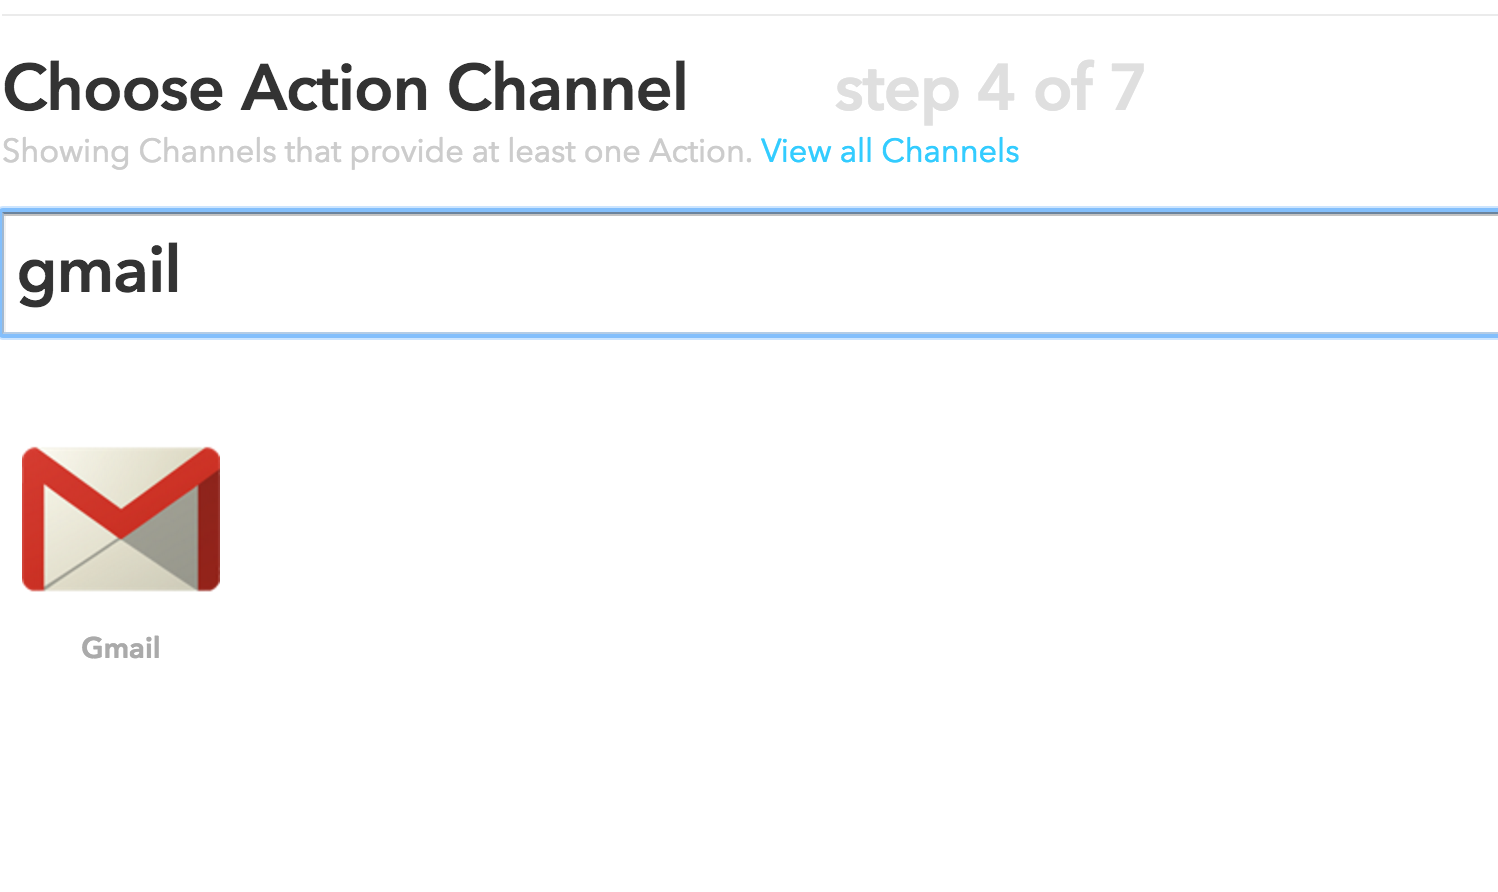 Choose Action Channel step 4 of 7
Showing Channels that provide at least one Action. View all Channels
gmail
Gmail